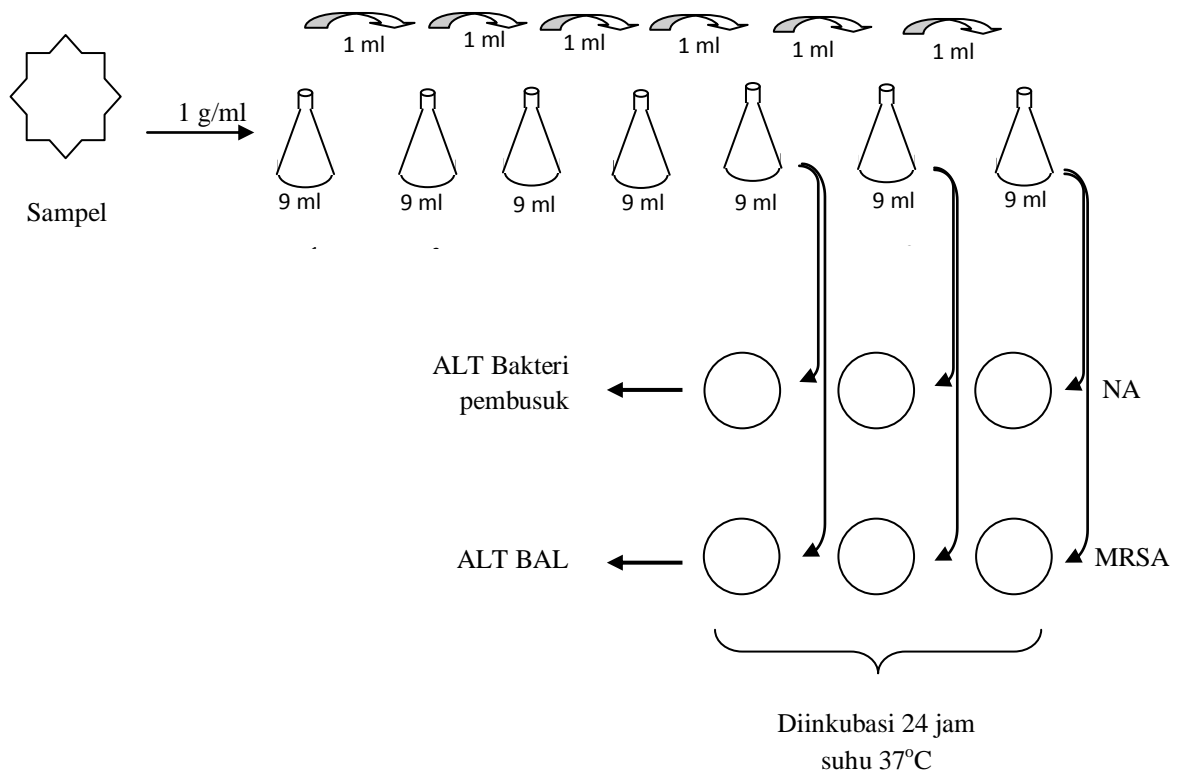 1 ml
1 ml
1 ml
1 ml
1 ml
1 ml
1 g/ml
Sampel
9 ml
9 ml
9 ml
9 ml
9 ml
9 ml
9 ml
ALT Bakteri
pembusuk
NA
ALT BAL
MRSA
Diinkubasi 24 jam
suhu 37°C